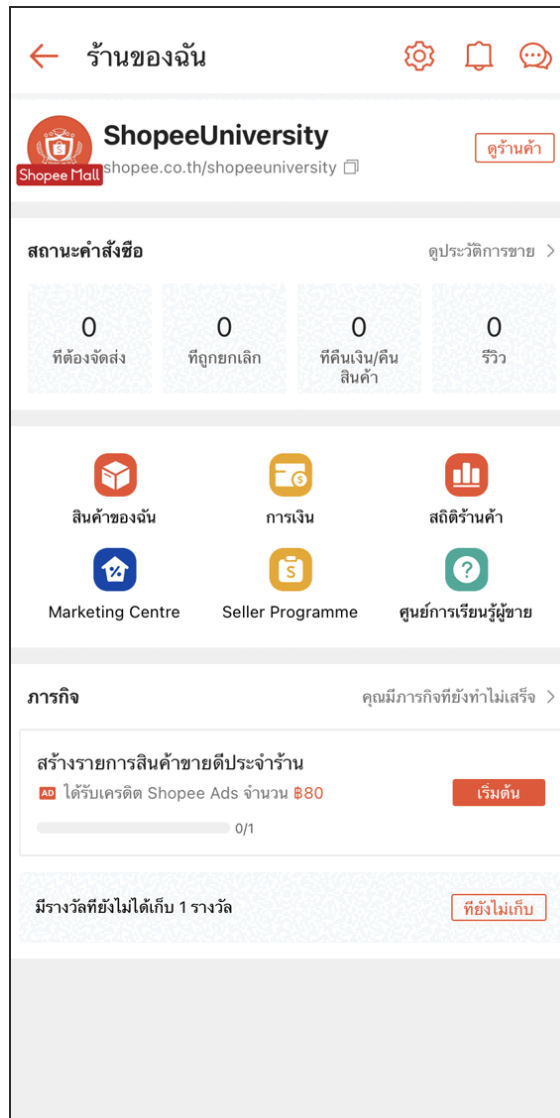 ร้านของฉัน
ShopeeUniversity
Shopee Mall
shopee.co.th/shopeeuniversity
ดูร้านค้า
สถานะคำสั่งซื้อ
ดูประวัติการขาย >
0 0 0 0
ที่ต้องจัดส่ง ที่ถูกยกเลิก ที่คืนเงิน/คืน รีวิว
สินค้า
สินค้าของฉัน การเงิน สถิติร้านค้า
Marketing Centre Seller Programme ศูนย์การเรียนรู้ผู้ขาย
ภารกิจ
คุณมีภารกิจที่ยังทำไม่เสร็จ >
สร้างรายการสินค้าขายดีประจำร้าน
AD ได้รับเครดิต Shopee Ads จำนวน ฿80
เริ่มต้น
0/1
มีรางวัลที่ยังไม่ได้เก็บ 1 รางวัล
ที่ยังไม่เก็บ